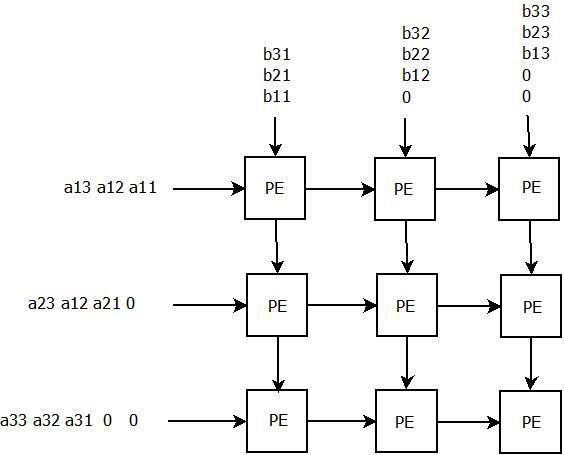 b33
b32 b23
b31 b22 b13
b21 b12 0
b11 0 0
a13 a12 a11 PE PE PE
a23 a12 a21 0 PE PE PE
a33 a32 a31 0 0 PE PE PE